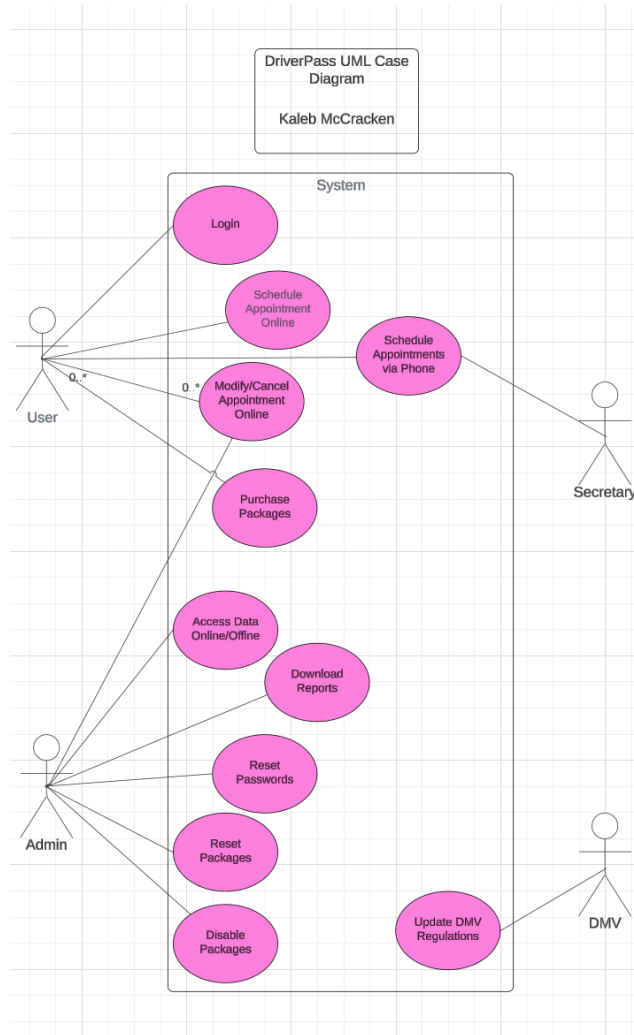 DriverPass UML Case
Diagram
Kaleb McCracken
System
Login
Schedule
Appointment
Online
Schedule
Appointments
via Phone
0..*
0..*
Modify/Cancel
Appointment
Online
User
Secretary
Purchase
Packages
Access Data
Online/Offine
Download
Reports
Reset
Passwords
Admin
Reset
Packages
Disable
Packages
Update DMV
Regulations
DMV